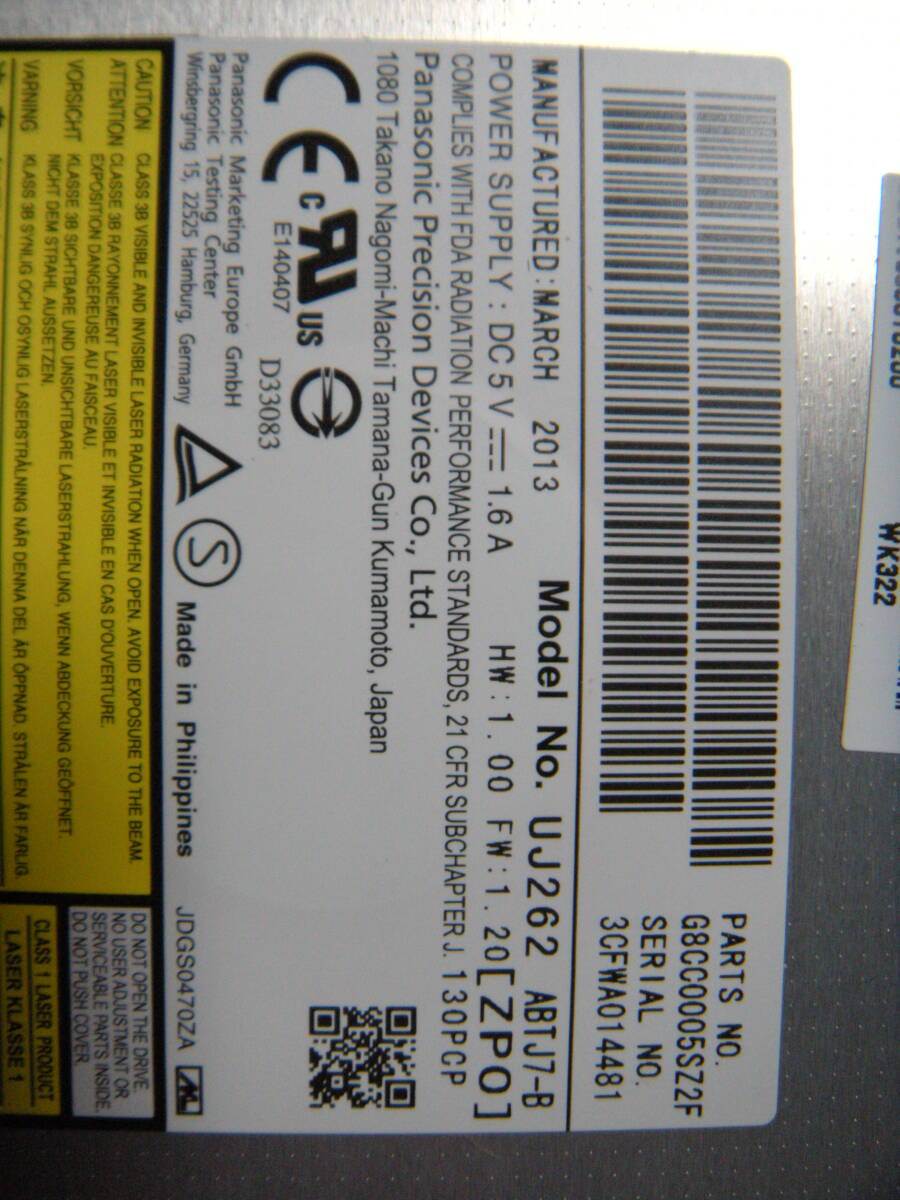 PARTS NO.
G8CC0005SZ2F
SERIAL NO.
3CFWA014481
Model No. UJ262 ABTJ7-B
MANUFACTURED:MARCH 2013
POWER SUPPLY : DC 5 V ⎓ 1.6 A HW:1.00 FW:1.20[ZPO]
COMPLIES WITH FDA RADIATION PERFORMANCE STANDARDS, 21 CFR SUBCHAPTER J. 130PCP
Panasonic Precision Devices Co., Ltd.
1080 Takano Nagomi-Machi Tamana-Gun Kumamoto, Japan
CE
c RU US
E140407
D33083
Panasonic Marketing Europe GmbH
Panasonic Testing Center
Winsbergring 15, 22525 Hamburg, Germany
S
Made in Philippines
JDGS0470ZA
CAUTION CLASS 3B VISIBLE AND INVISIBLE LASER RADIATION WHEN OPEN. AVOID EXPOSURE TO THE BEAM.
ATTENTION CLASSE 3B RAYONNEMENT LASER VISIBLE ET INVISIBLE EN CAS D'OUVERTURE.
EXPOSITION DANGEREUSE AU FAISCEAU.
VORSICHT KLASSE 3B SICHTBARE UND UNSICHTBARE LASERSTRAHLUNG, WENN ABDECKUNG GEÖFFNET.
NICHT DEM STRAHL AUSSETZEN.
VARNING KLASS 3B SYNLIG OCH OSYNLIG LASERSTRÅLNING NÄR DENNA DEL ÄR ÖPPNAD. STRÅLEN ÄR FARLIG.
DO NOT OPEN THE DRIVE.
NO USER ADJUSTMENT OR
SERVICEABLE PARTS INSIDE.
DO NOT PUSH COVER.
CLASS 1 LASER PRODUCT
LASER KLASSE 1
WK322